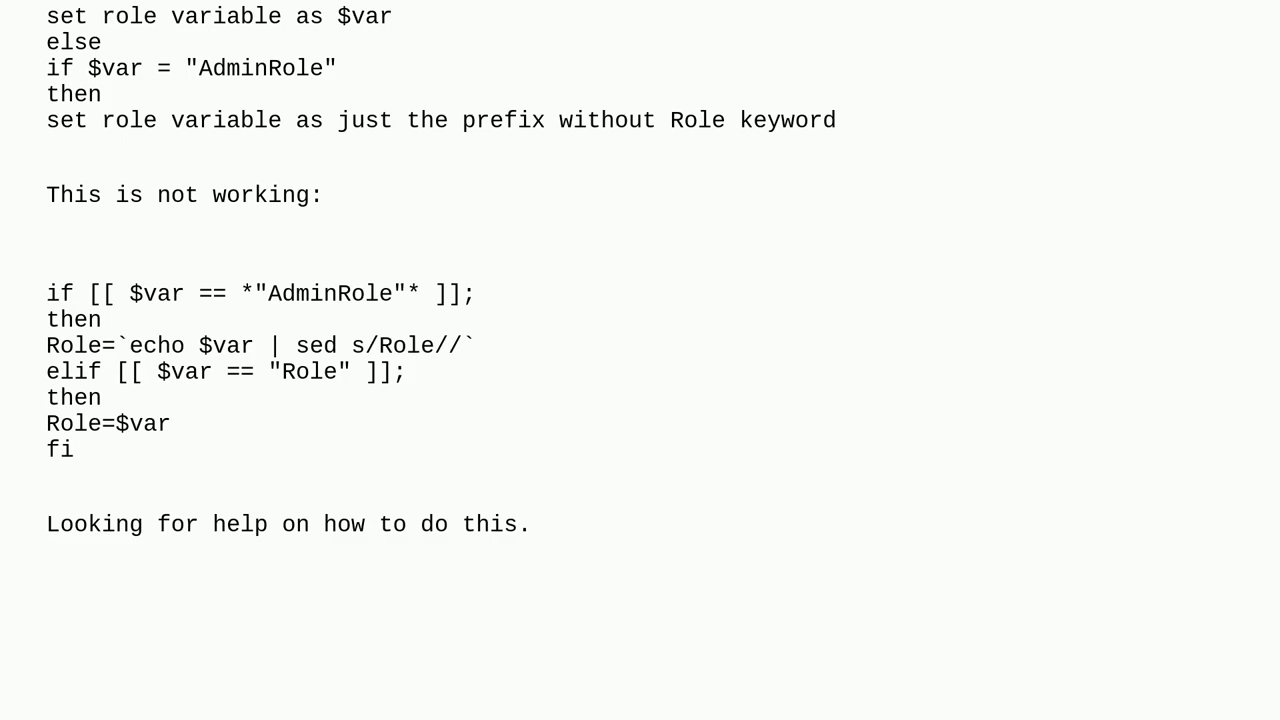 set role variable as $var
else
if $var = "AdminRole"
then
set role variable as just the prefix without Role keyword
This is not working:
if [[ $var == *"AdminRole"* ]];
then
Role=`echo $var | sed s/Role//`
elif [[ $var == "Role" ]];
then
Role=$var
fi
Looking for help on how to do this.